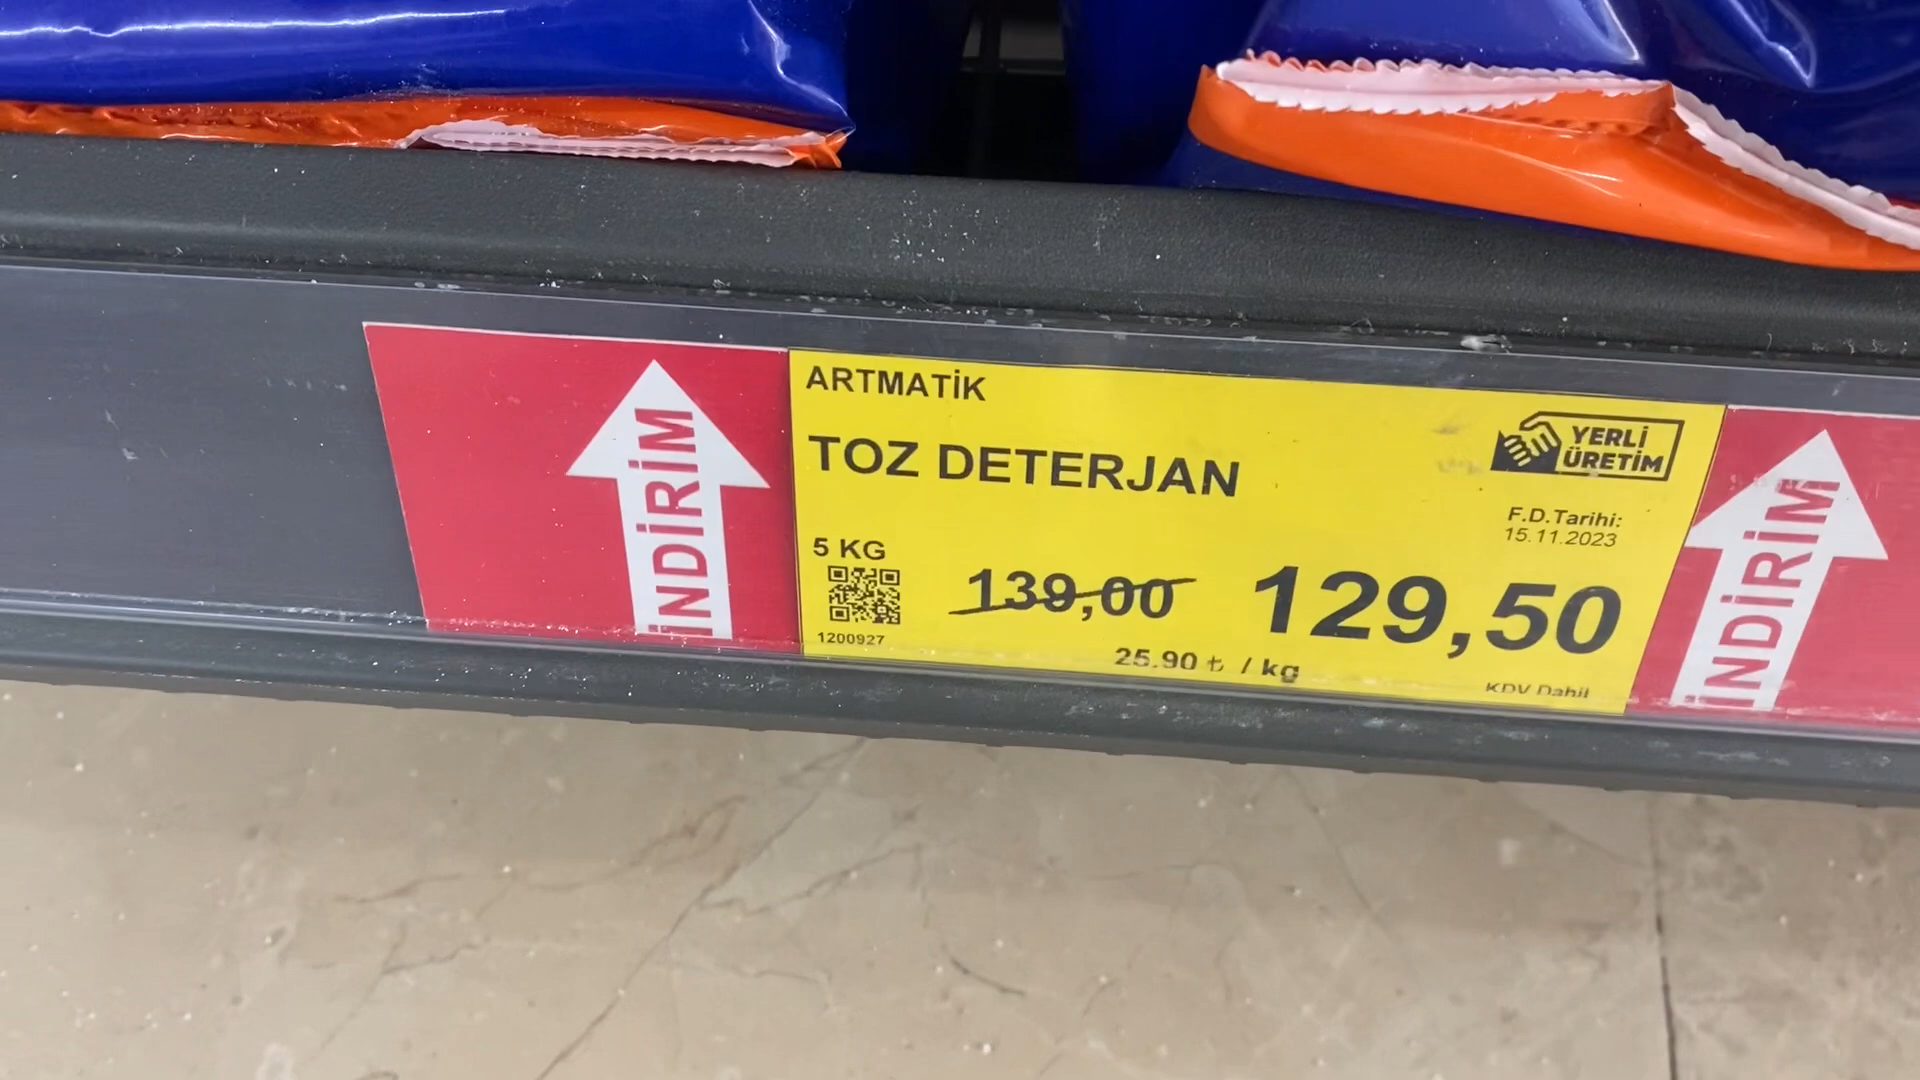 İNDİRİM
ARTMATİK
TOZ DETERJAN
YERLİ
ÜRETİM
F.D.Tarihi:
15.11.2023
5 KG
139,00
129,50
1200927
25.90 ₺ / kg
KDV Dahil
İNDİRİM